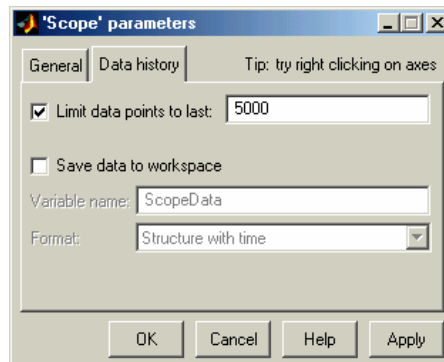 'Scope' parameters
General Data history Tip: try right clicking on axes
Limit data points to last: 5000
Save data to workspace
Variable name: ScopeData
Format: Structure with time
OK Cancel Help Apply